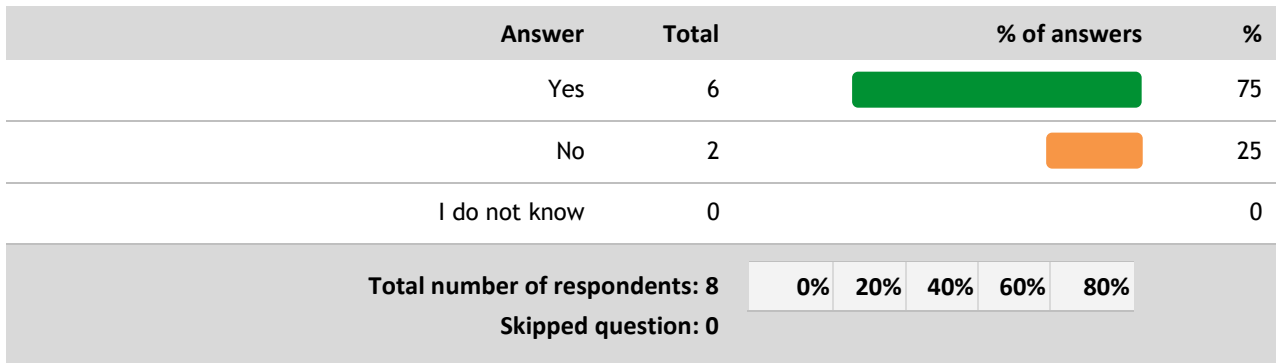 Answer Total % of answers %
Yes 6 75
No 2 25
I do not know 0 0
Total number of respondents: 8 0% 20% 40% 60% 80%
Skipped question: 0